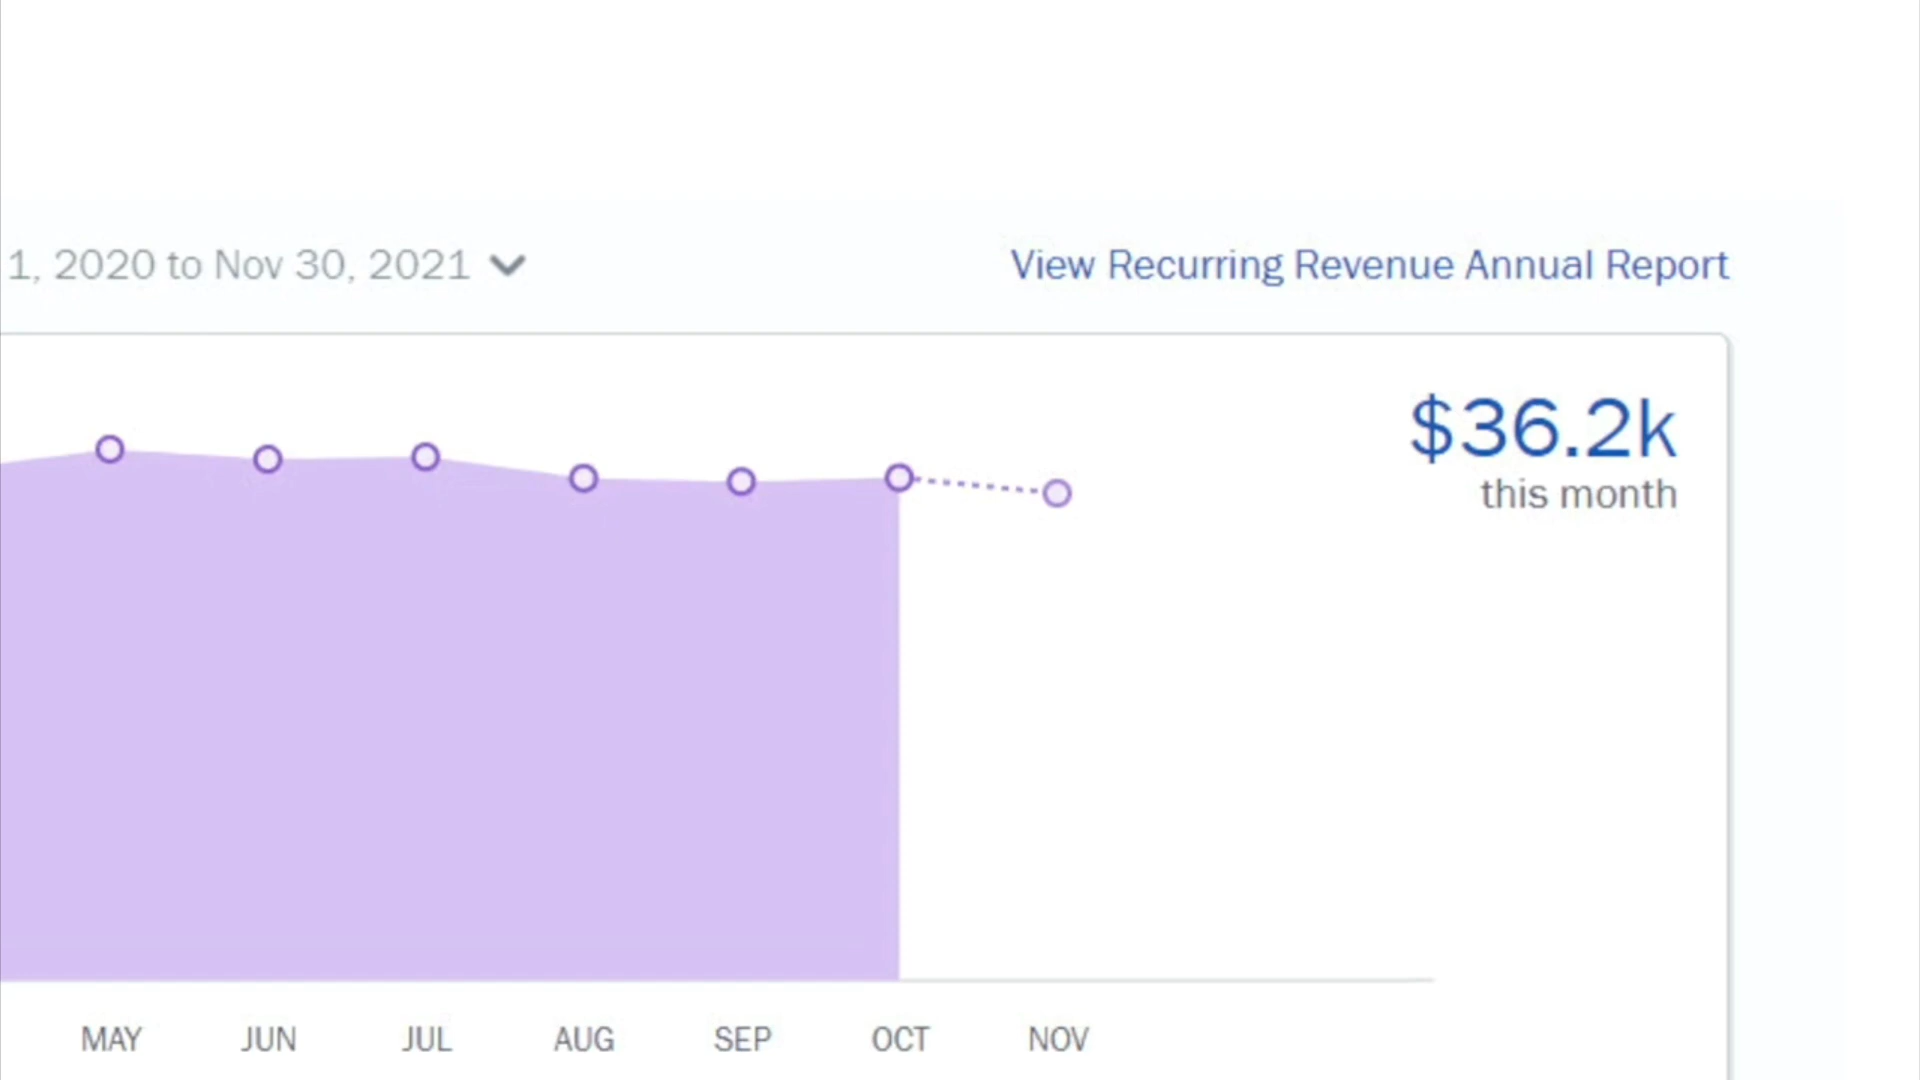 1, 2020 to Nov 30, 2021
View Recurring Revenue Annual Report
$36.2k
this month
MAY JUN JUL AUG SEP OCT NOV